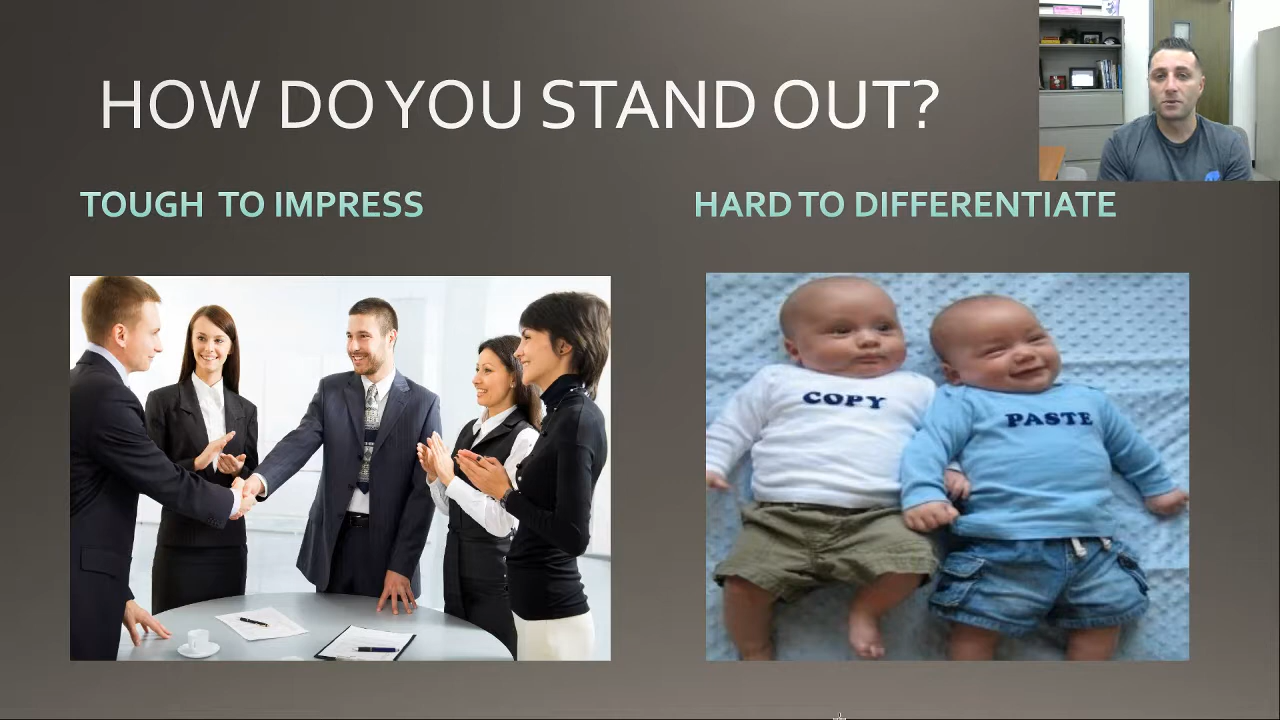 HOW DO YOU STAND OUT?
TOUGH TO IMPRESS
HARD TO DIFFERENTIATE
COPY
PASTE